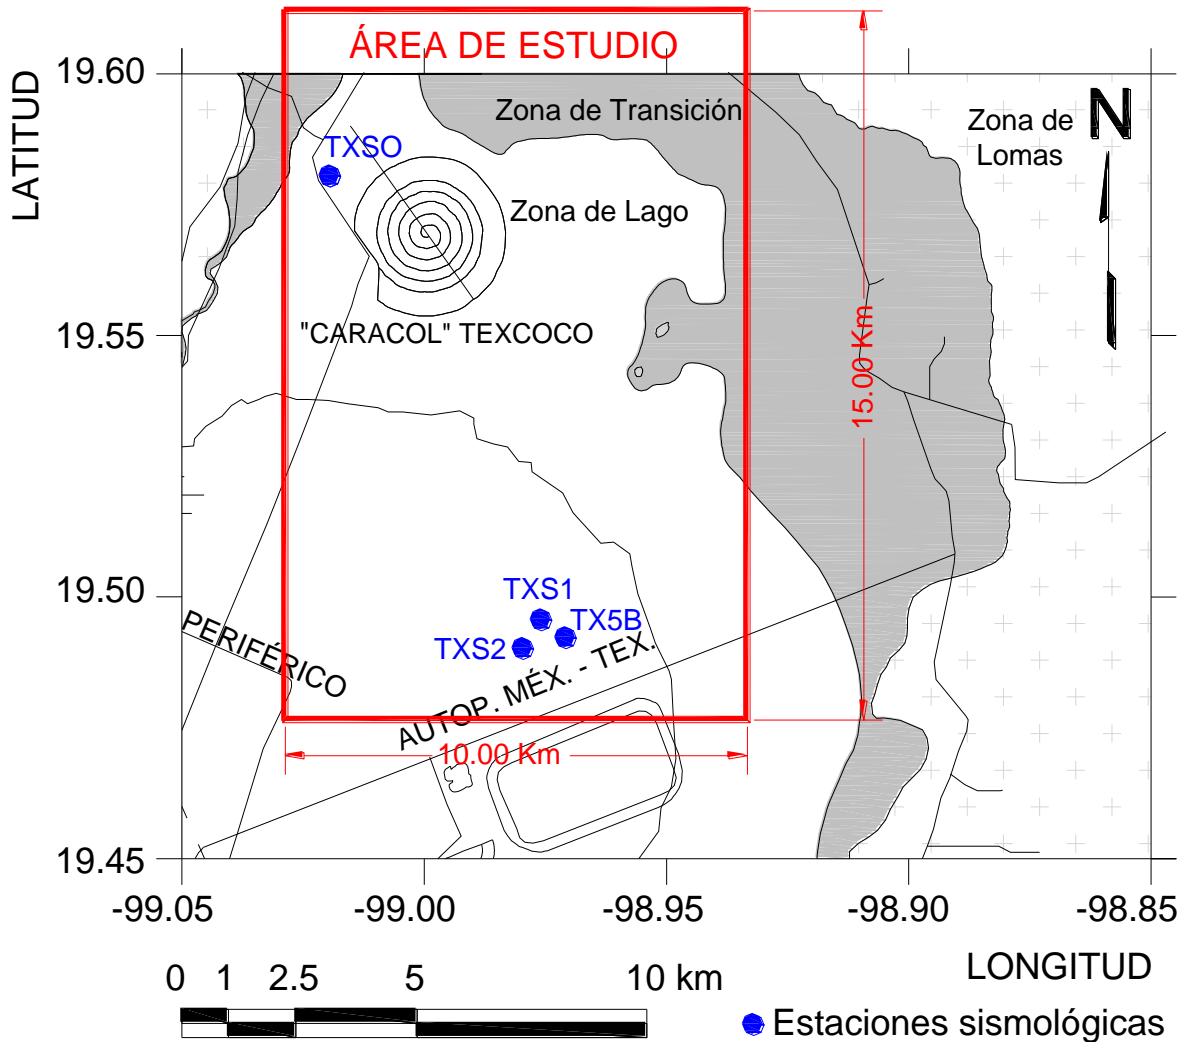 ÁREA DE ESTUDIO
19.60
LATITUD
Zona de Transición
Zona de
Lomas
N
TXSO
Zona de Lago
"CARACOL" TEXCOCO
19.55
15.00 Km
19.50
TXS1
TX5B
TXS2
PERIFÉRICO
AUTOP. MÉX. - TEX.
10.00 Km
19.45
-99.05
-99.00
-98.95
-98.90
-98.85
0 1 2.5 5 10 km
LONGITUD
Estaciones sismológicas